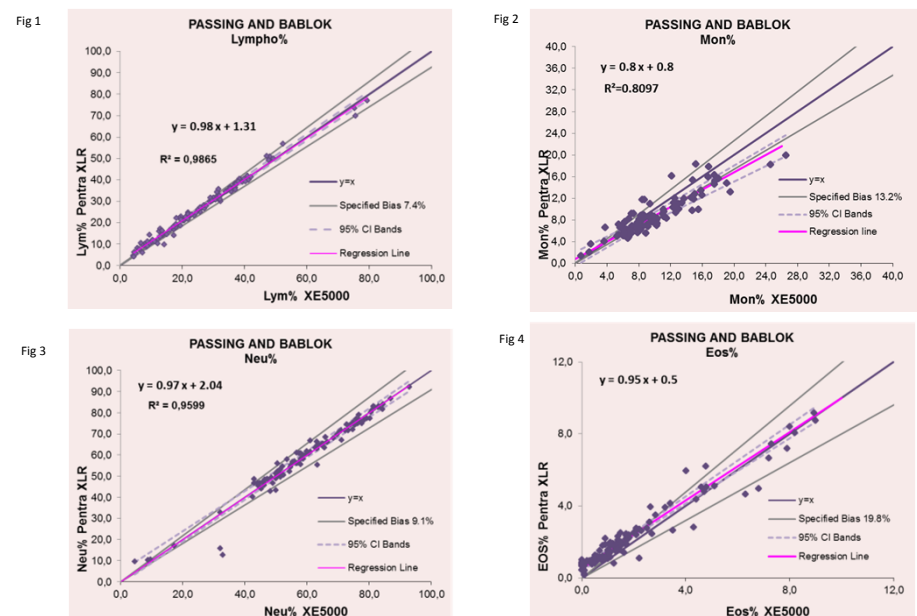 Fig 1
PASSING AND BABLOK
Lympho%
100,0
80,0
60,0
40,0
20,0
0,0
y = 0.98 x + 1.31
R² = 0,9865
y=x
Specified Bias 7.4%
95% CI Bands
Regression Line
Lym% Pentra XLR
0,0 20,0 40,0 60,0 80,0 100,0
Lym% XE5000
Fig 2
PASSING AND BABLOK
Mon%
40,0
36,0
32,0
28,0
24,0
20,0
16,0
12,0
8,0
4,0
0,0
y = 0.8 x + 0.8
R²=0.8097
y=x
Specified Bias 13.2%
95% CI Bands
Regression line
Mon% Pentra XLR
0,0 4,0 8,0 12,0 16,0 20,0 24,0 28,0 32,0 36,0 40,0
Mon% XE5000
Fig 3
PASSING AND BABLOK
Neu%
100,0
90,0
80,0
70,0
60,0
50,0
40,0
30,0
20,0
10,0
0,0
y = 0.97 x + 2.04
R² = 0,9599
y=x
Specified Bias 9.1%
95% CI Bands
Regression Line
Neu% Pentra XLR
0,0 20,0 40,0 60,0 80,0 100,0
Neu% XE5000
Fig 4
PASSING AND BABLOK
Eos%
12,0
8,0
4,0
0,0
y = 0.95 x + 0.5
y=x
Specified Bias 19.8%
95% CI Bands
Regression Line
EOS% Pentra XLR
0,0 4,0 8,0 12,0
Eos% XE5000